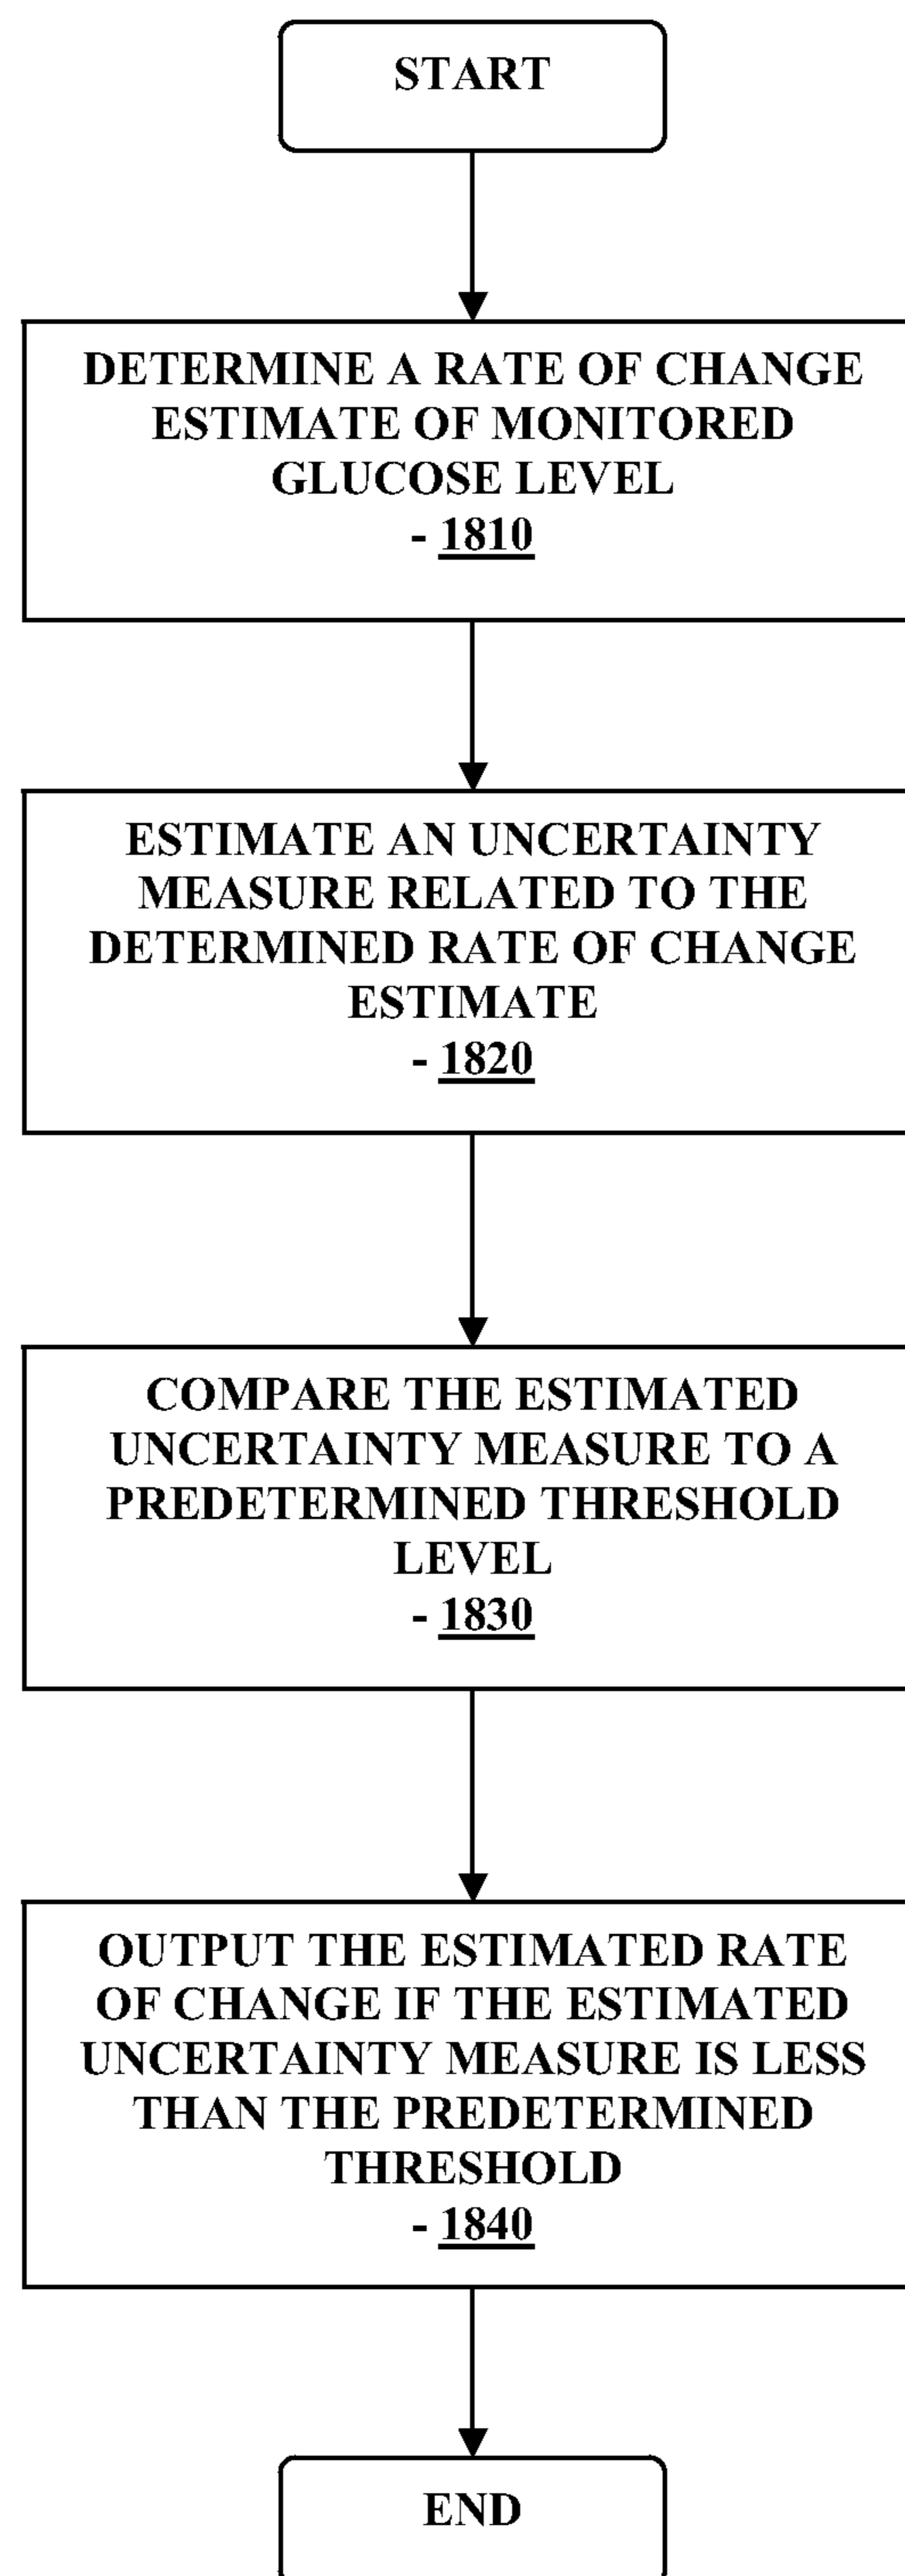 START
DETERMINE A RATE OF CHANGE
ESTIMATE OF MONITORED
GLUCOSE LEVEL
- 1810
ESTIMATE AN UNCERTAINTY
MEASURE RELATED TO THE
DETERMINED RATE OF CHANGE
ESTIMATE
- 1820
COMPARE THE ESTIMATED
UNCERTAINTY MEASURE TO A
PREDETERMINED THRESHOLD
LEVEL
- 1830
OUTPUT THE ESTIMATED RATE
OF CHANGE IF THE ESTIMATED
UNCERTAINTY MEASURE IS LESS
THAN THE PREDETERMINED
THRESHOLD
- 1840
END